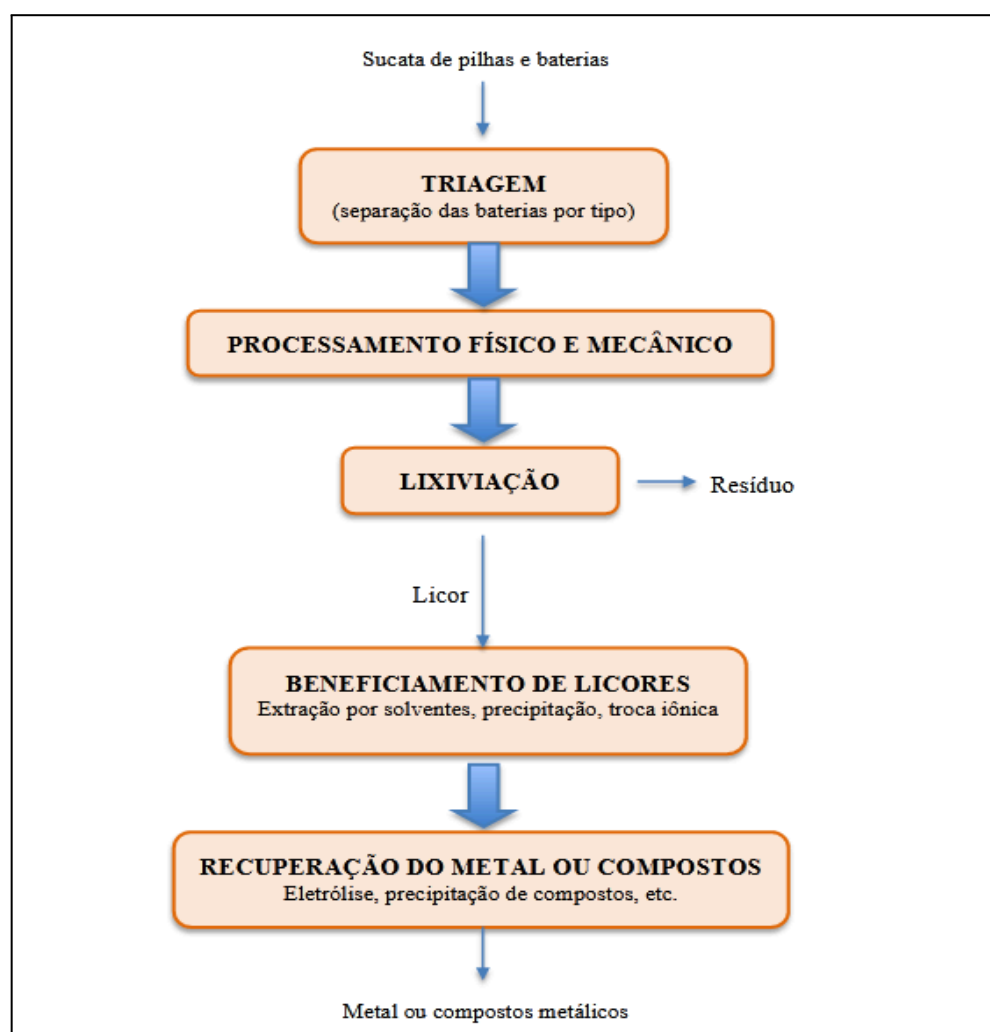 Sucata de pilhas e baterias
TRIAGEM
(separação das baterias por tipo)
PROCESSAMENTO FÍSICO E MECÂNICO
LIXIVIAÇÃO
Resíduo
Licor
BENEFICIAMENTO DE LICORES
Extração por solventes, precipitação, troca iônica
RECUPERAÇÃO DO METAL OU COMPOSTOS
Eletrólise, precipitação de compostos, etc.
Metal ou compostos metálicos